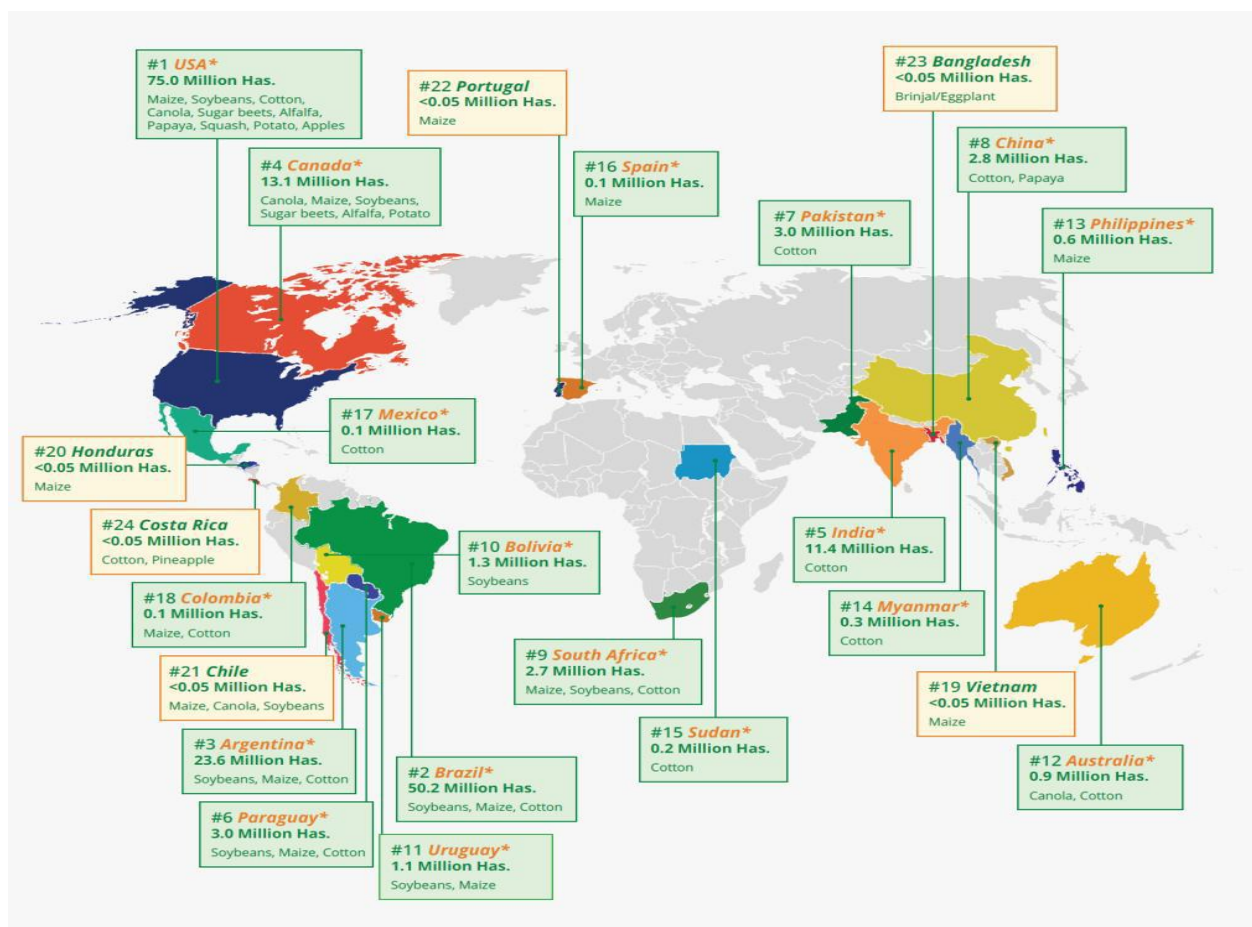 #1 USA*
75.0 Million Has.
Maize, Soybeans, Cotton,
Canola, Sugar beets, Alfalfa,
Papaya, Squash, Potato, Apples
#22 Portugal
<0.05 Million Has.
Maize
#23 Bangladesh
<0.05 Million Has.
Brinjal/Eggplant
#4 Canada*
13.1 Million Has.
Canola, Maize, Soybeans,
Sugar beets, Alfalfa, Potato
#16 Spain*
0.1 Million Has.
Maize
#8 China*
2.8 Million Has.
Cotton, Papaya
#7 Pakistan*
3.0 Million Has.
Cotton
#13 Philippines*
0.6 Million Has.
Maize
#17 Mexico*
0.1 Million Has.
Cotton
#20 Honduras
<0.05 Million Has.
Maize
#24 Costa Rica
<0.05 Million Has.
Cotton, Pineapple
#10 Bolivia*
1.3 Million Has.
Soybeans
#5 India*
11.4 Million Has.
Cotton
#18 Colombia*
0.1 Million Has.
Maize, Cotton
#14 Myanmar*
0.3 Million Has.
Cotton
#9 South Africa*
2.7 Million Has.
Maize, Soybeans, Cotton
#21 Chile
<0.05 Million Has.
Maize, Canola, Soybeans
#19 Vietnam
<0.05 Million Has.
Maize
#15 Sudan*
0.2 Million Has.
Cotton
#3 Argentina*
23.6 Million Has.
Soybeans, Maize, Cotton
#12 Australia*
0.9 Million Has.
Canola, Cotton
#2 Brazil*
50.2 Million Has.
Soybeans, Maize, Cotton
#6 Paraguay*
3.0 Million Has.
Soybeans, Maize, Cotton
#11 Uruguay*
1.1 Million Has.
Soybeans, Maize